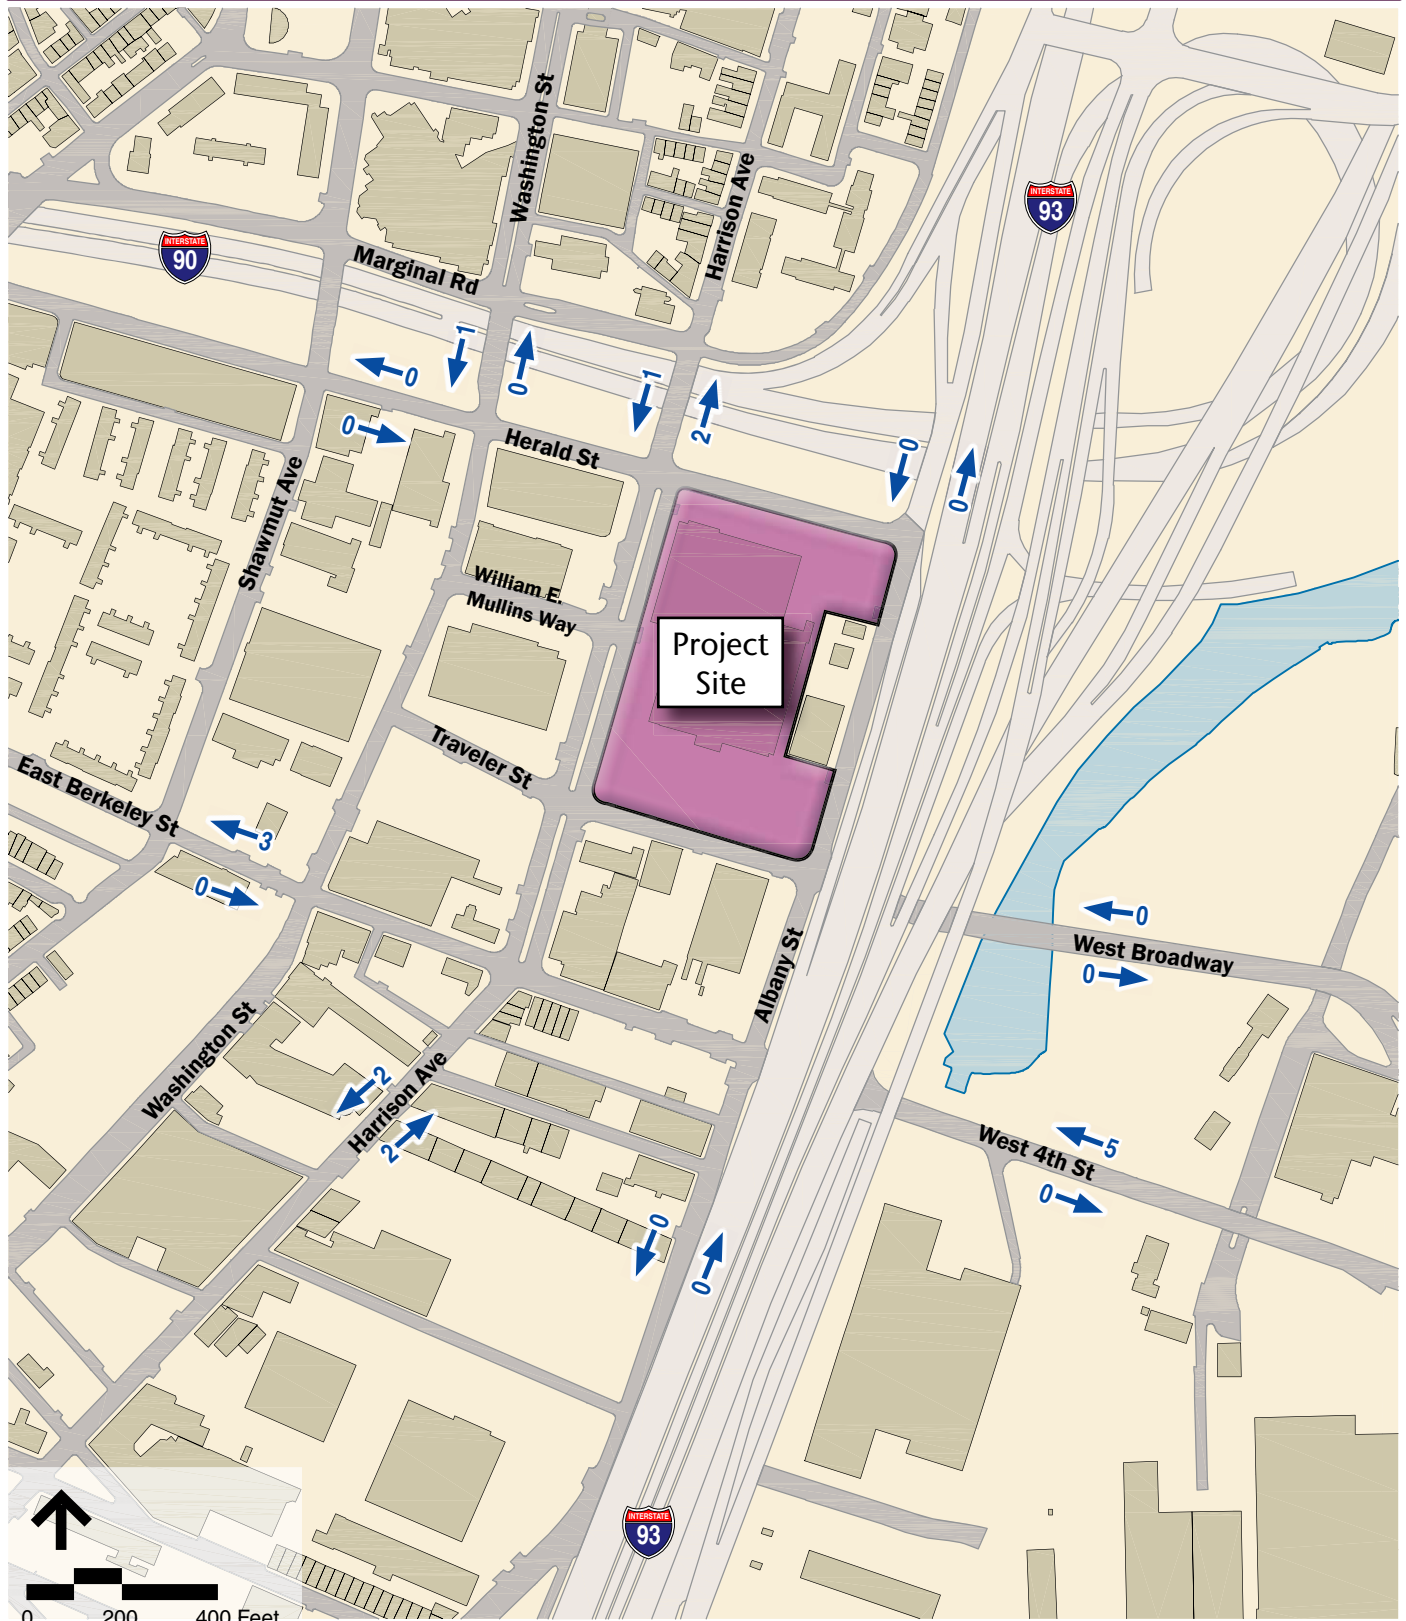 Washington St
Harrison Ave
INTERSTATE
93
INTERSTATE
90
Marginal Rd
1
0
0
1
2
0
Herald St
0
0
Shawmut Ave
William E.
Mullins Way
Project
Site
Traveler St
East Berkeley St
3
0
0
West Broadway
0
Albany St
Washington St
Harrison Ave
2
2
5
West 4th St
0
0
0
INTERSTATE
93
0 200 400 Feet